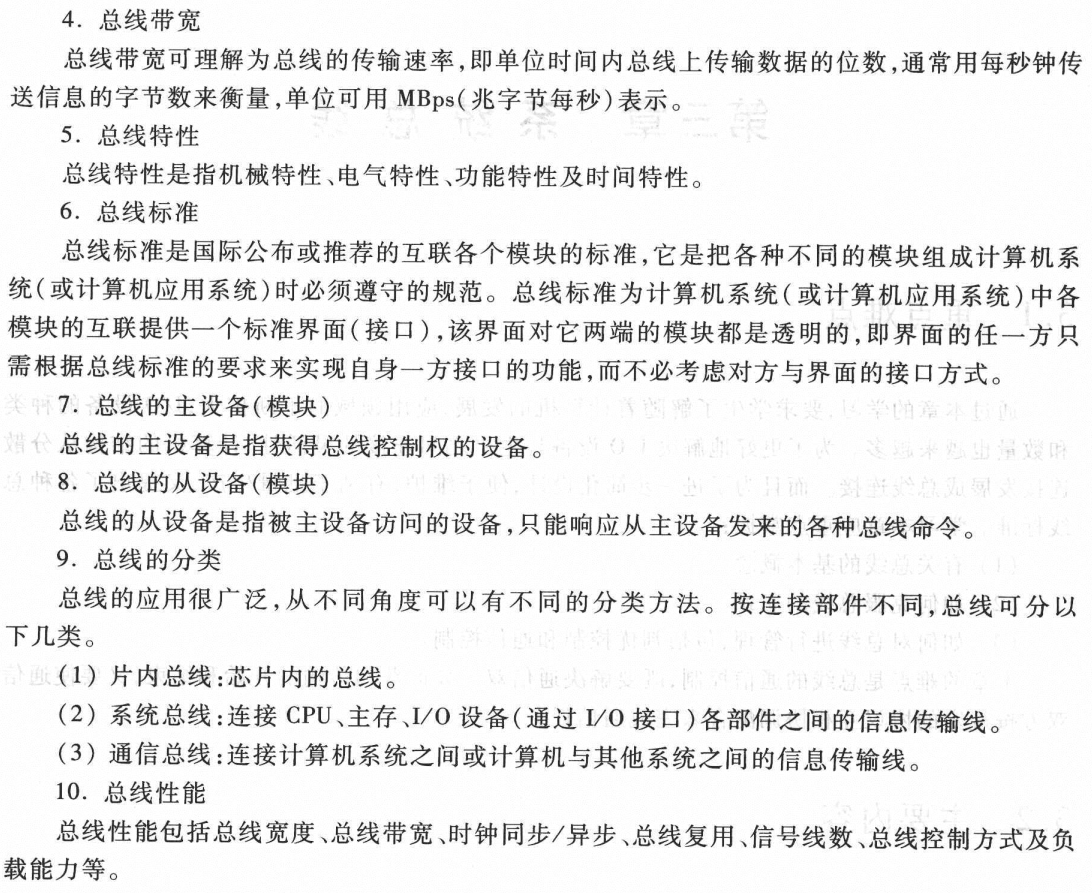 4. 总线带宽
总线带宽可理解为总线的传输速率,即单位时间内总线上传输数据的位数,通常用每秒钟传
送信息的字节数来衡量,单位可用 MBps(兆字节每秒)表示。
5. 总线特性
总线特性是指机械特性、电气特性、功能特性及时间特性。
6. 总线标准
总线标准是国际公布或推荐的互联各个模块的标准,它是把各种不同的模块组成计算机系
统(或计算机应用系统)时必须遵守的规范。总线标准为计算机系统(或计算机应用系统)中各
模块的互联提供一个标准界面(接口),该界面对它两端的模块都是透明的,即界面的任一方只
需根据总线标准的要求来实现自身一方接口的功能,而不必考虑对方与界面的接口方式。
7. 总线的主设备(模块)
总线的主设备是指获得总线控制权的设备。
8. 总线的从设备(模块)
总线的从设备是指被主设备访问的设备,只能响应从主设备发来的各种总线命令。
9. 总线的分类
总线的应用很广泛,从不同角度可以有不同的分类方法。按连接部件不同,总线可分以
下几类。
(1) 片内总线:芯片内的总线。
(2) 系统总线:连接 CPU、主存、I/O 设备(通过 I/O 接口)各部件之间的信息传输线。
(3) 通信总线:连接计算机系统之间或计算机与其他系统之间的信息传输线。
10. 总线性能
总线性能包括总线宽度、总线带宽、时钟同步/异步、总线复用、信号线数、总线控制方式及负
载能力等。